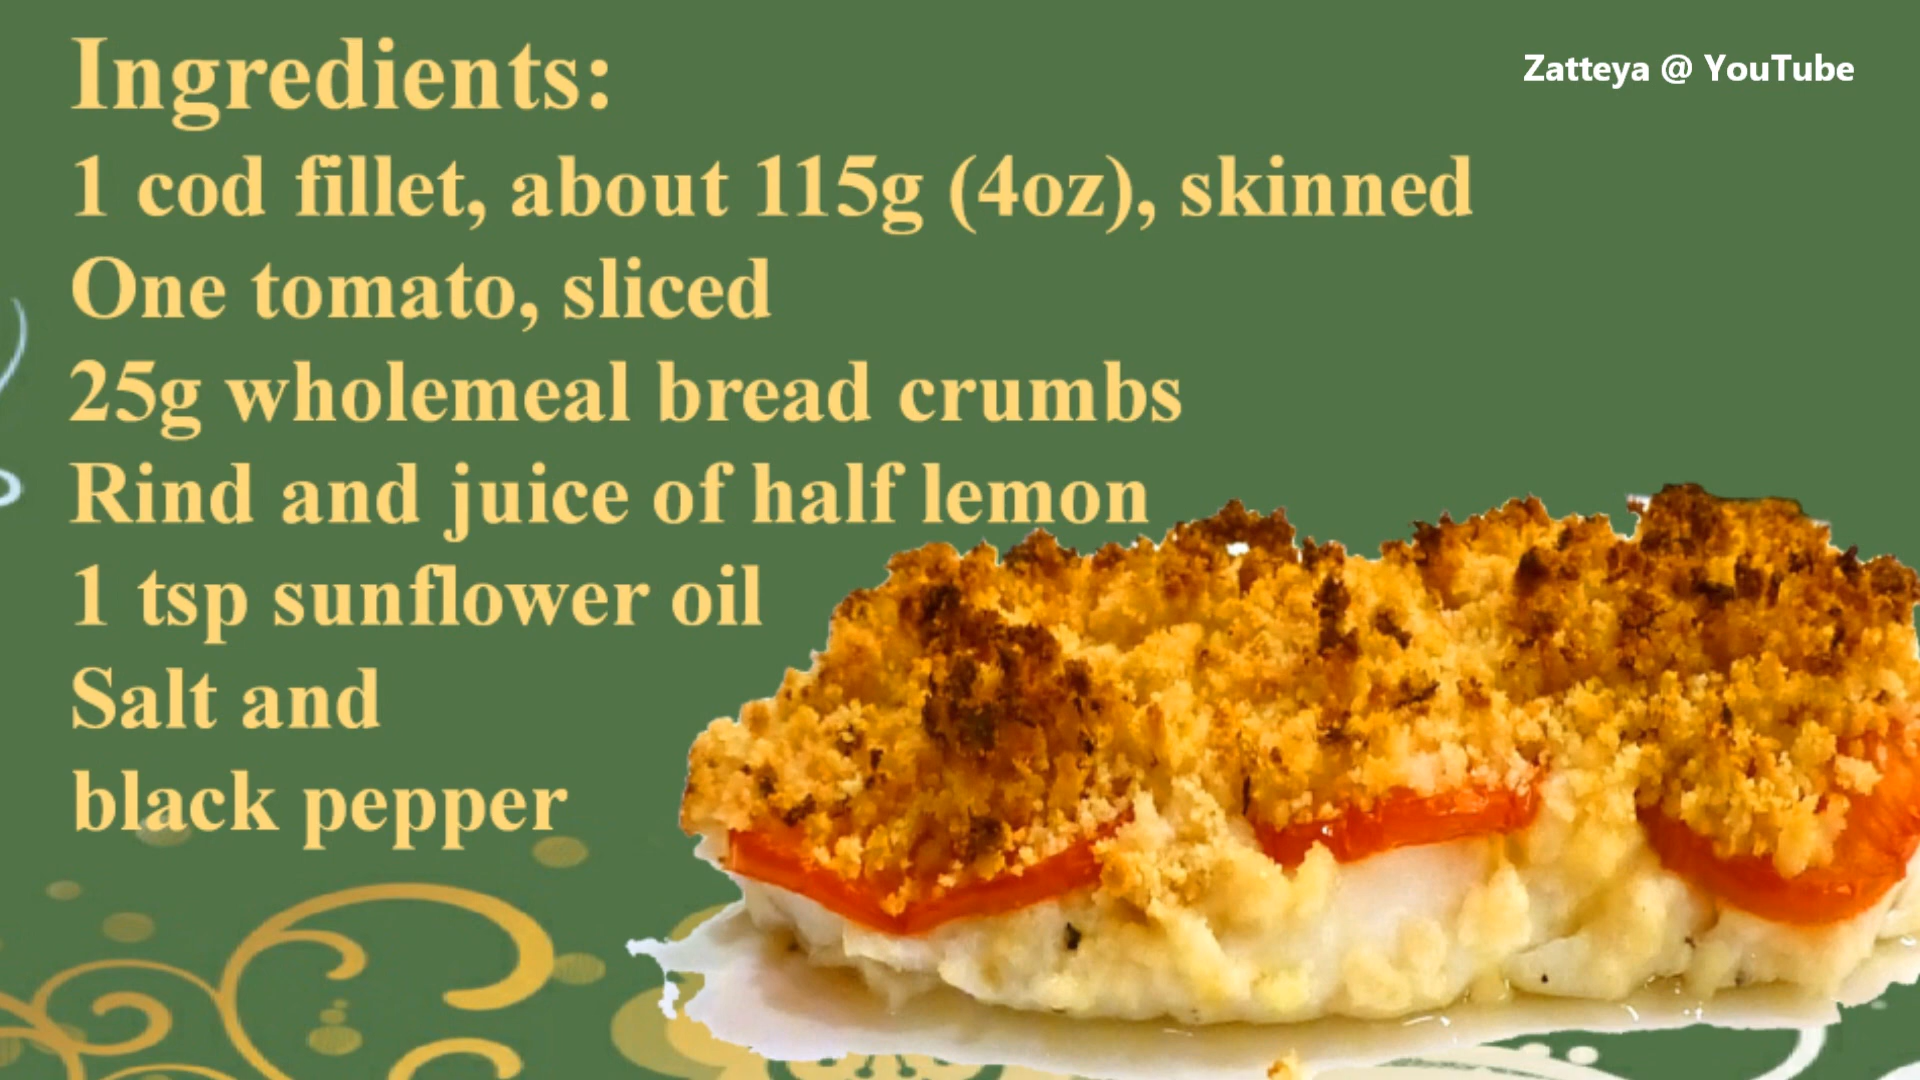 Ingredients:
Zatteya @ YouTube
1 cod fillet, about 115g (4oz), skinned
One tomato, sliced
25g wholemeal bread crumbs
Rind and juice of half lemon
1 tsp sunflower oil
Salt and
black pepper